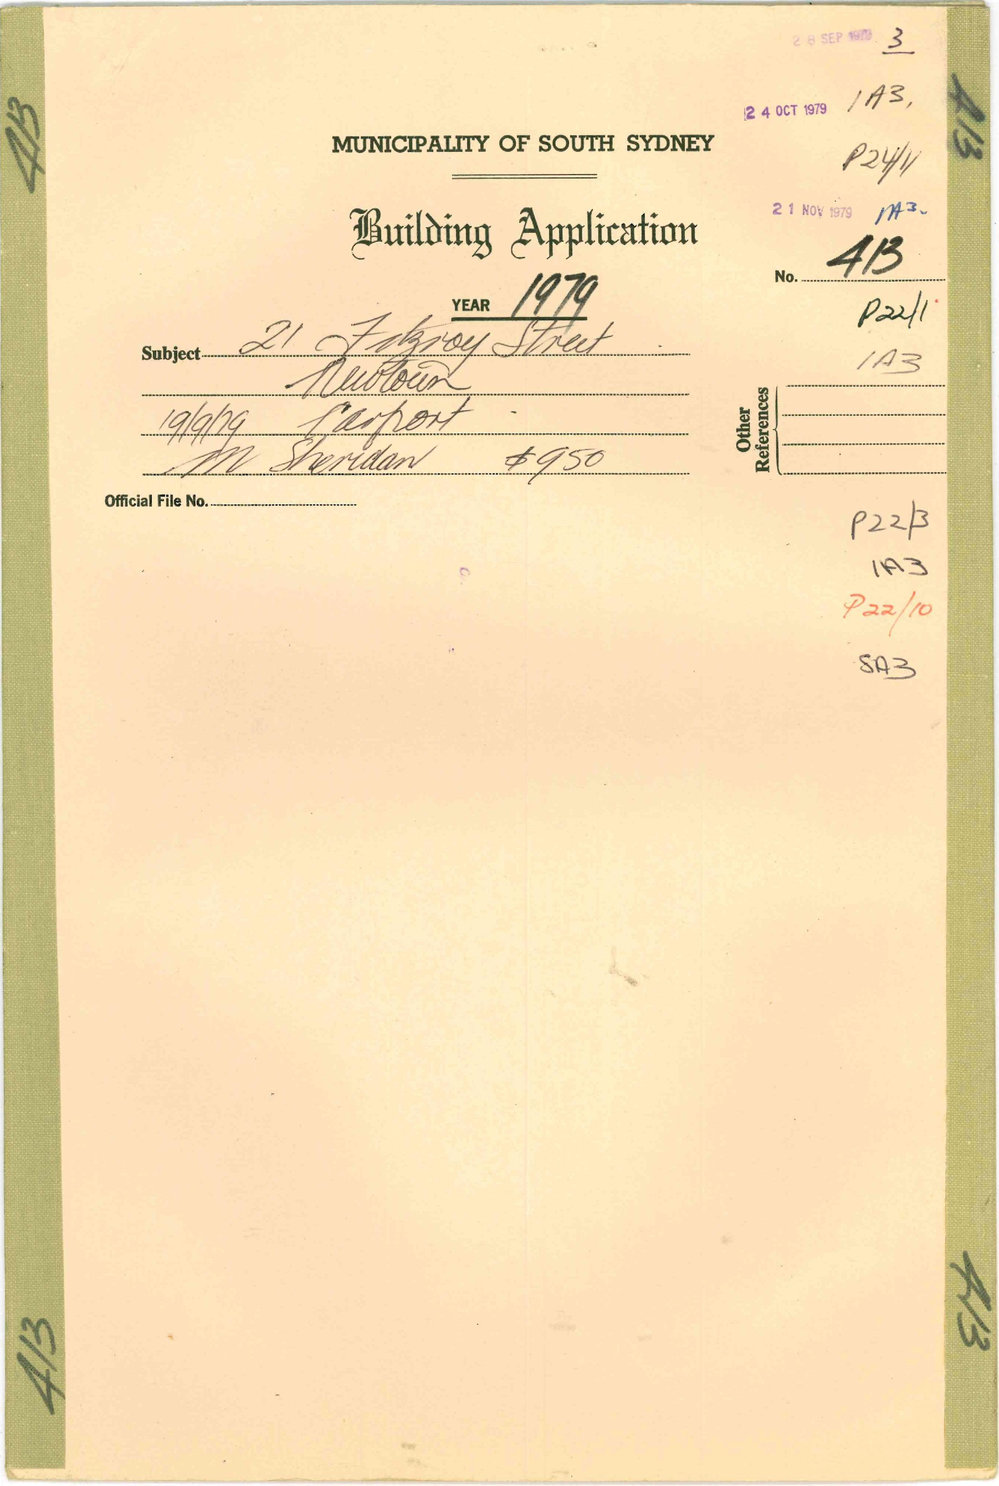 413
28 SEP 1979 3
413
24 OCT 1979 1A3,
MUNICIPALITY OF SOUTH SYDNEY
P24/11
21 NOV 1979 1A3-
Building Application
No. 413
YEAR 1979
P22/1
Subject 21 Fitzroy Street
1A3
Newtown
Other References
19/9/79 Carport
M Sheridan $950
Official File No.
P22/3
1A3
P22/10
SA3
413
413